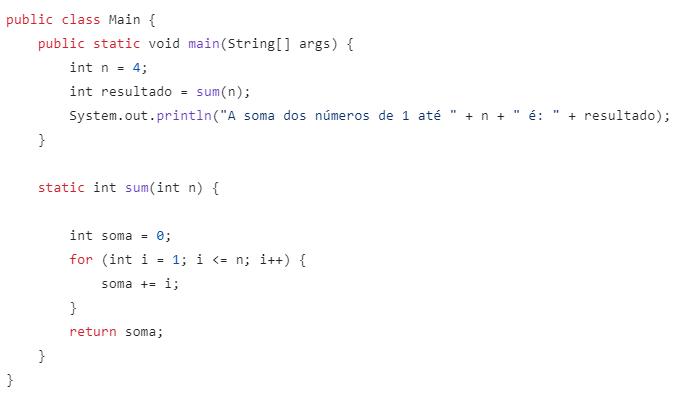 public class Main {
    public static void main(String[] args) {
        int n = 4;
        int resultado = sum(n);
        System.out.println("A soma dos números de 1 até " + n + " é: " + resultado);
    }
    static int sum(int n) {
        int soma = 0;
        for (int i = 1; i <= n; i++) {
            soma += i;
        }
        return soma;
    }
}